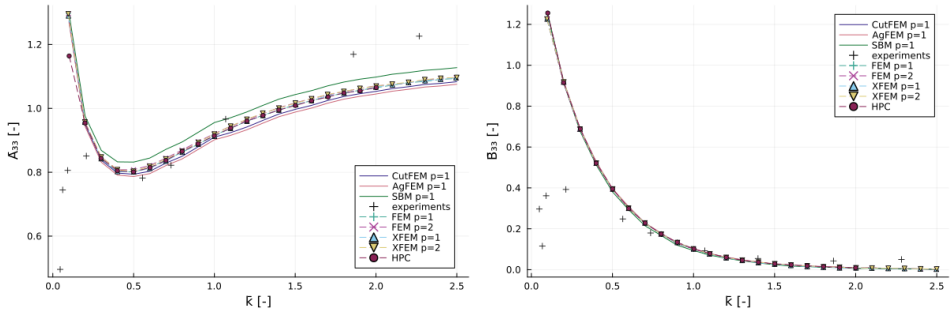 1.2
1.0
0.8
0.6
A̅₃₃ [-]
0.0 0.5 1.0 1.5 2.0 2.5
k̅ [-]
CutFEM p=1
AgFEM p=1
SBM p=1
experiments
FEM p=1
FEM p=2
XFEM p=1
XFEM p=2
HPC
1.2
1.0
0.8
0.6
0.4
0.2
0.0
B̅₃₃ [-]
0.0 0.5 1.0 1.5 2.0 2.5
k̅ [-]
CutFEM p=1
AgFEM p=1
SBM p=1
experiments
FEM p=1
FEM p=2
XFEM p=1
XFEM p=2
HPC